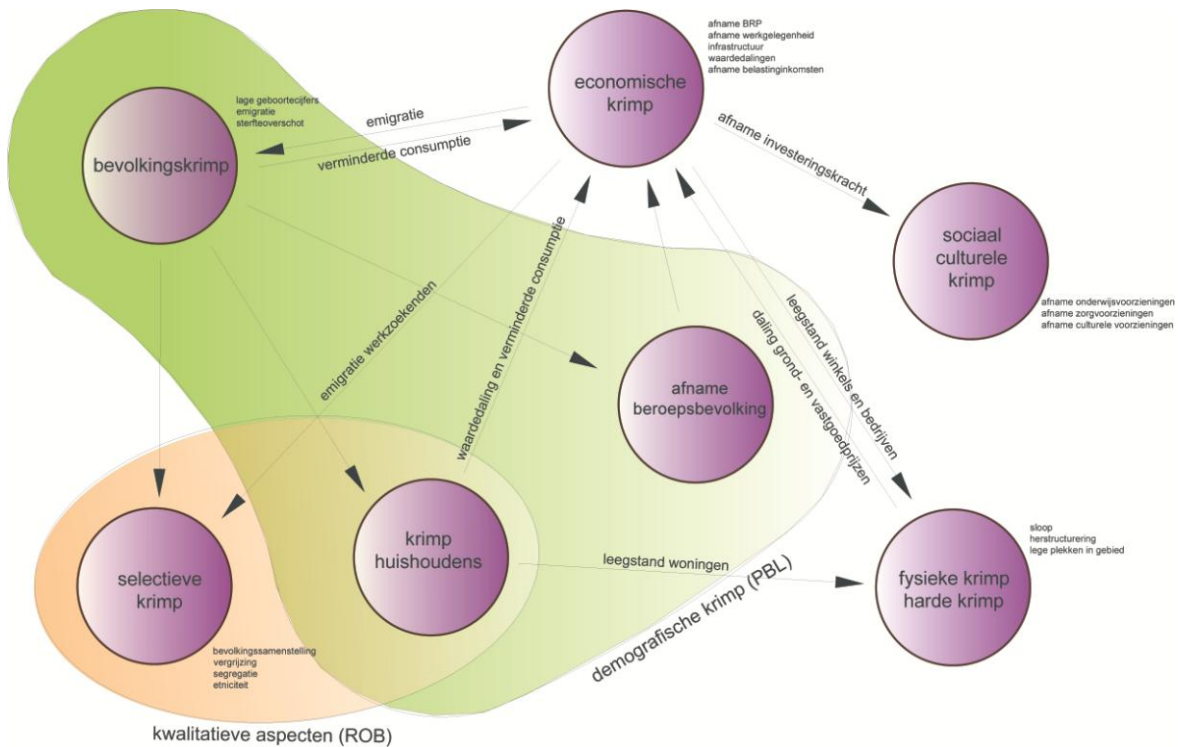 afname BRP
afname werkgelegenheid
infrastructuur
waardedalingen
afname belastinginkomsten
economische
krimp
lage geboortecijfers
emigratie
sterfteoverschot
bevolkingskrimp
emigratie
verminderde consumptie
afname investeringskracht
sociaal
culturele
krimp
afname onderwijsvoorzieningen
afname zorgvoorzieningen
afname culturele voorzieningen
emigratie werkzoekenden
waardedaling en verminderde consumptie
leegstand winkels en bedrijven
daling grond- en vastgoedprijzen
afname
beroepsbevolking
selectieve
krimp
bevolkingssamenstelling
vergrijzing
segregatie
etniciteit
krimp
huishoudens
leegstand woningen
sloop
herstructurering
lege plekken in gebied
fysieke krimp
harde krimp
demografische krimp (PBL)
kwalitatieve aspecten (ROB)